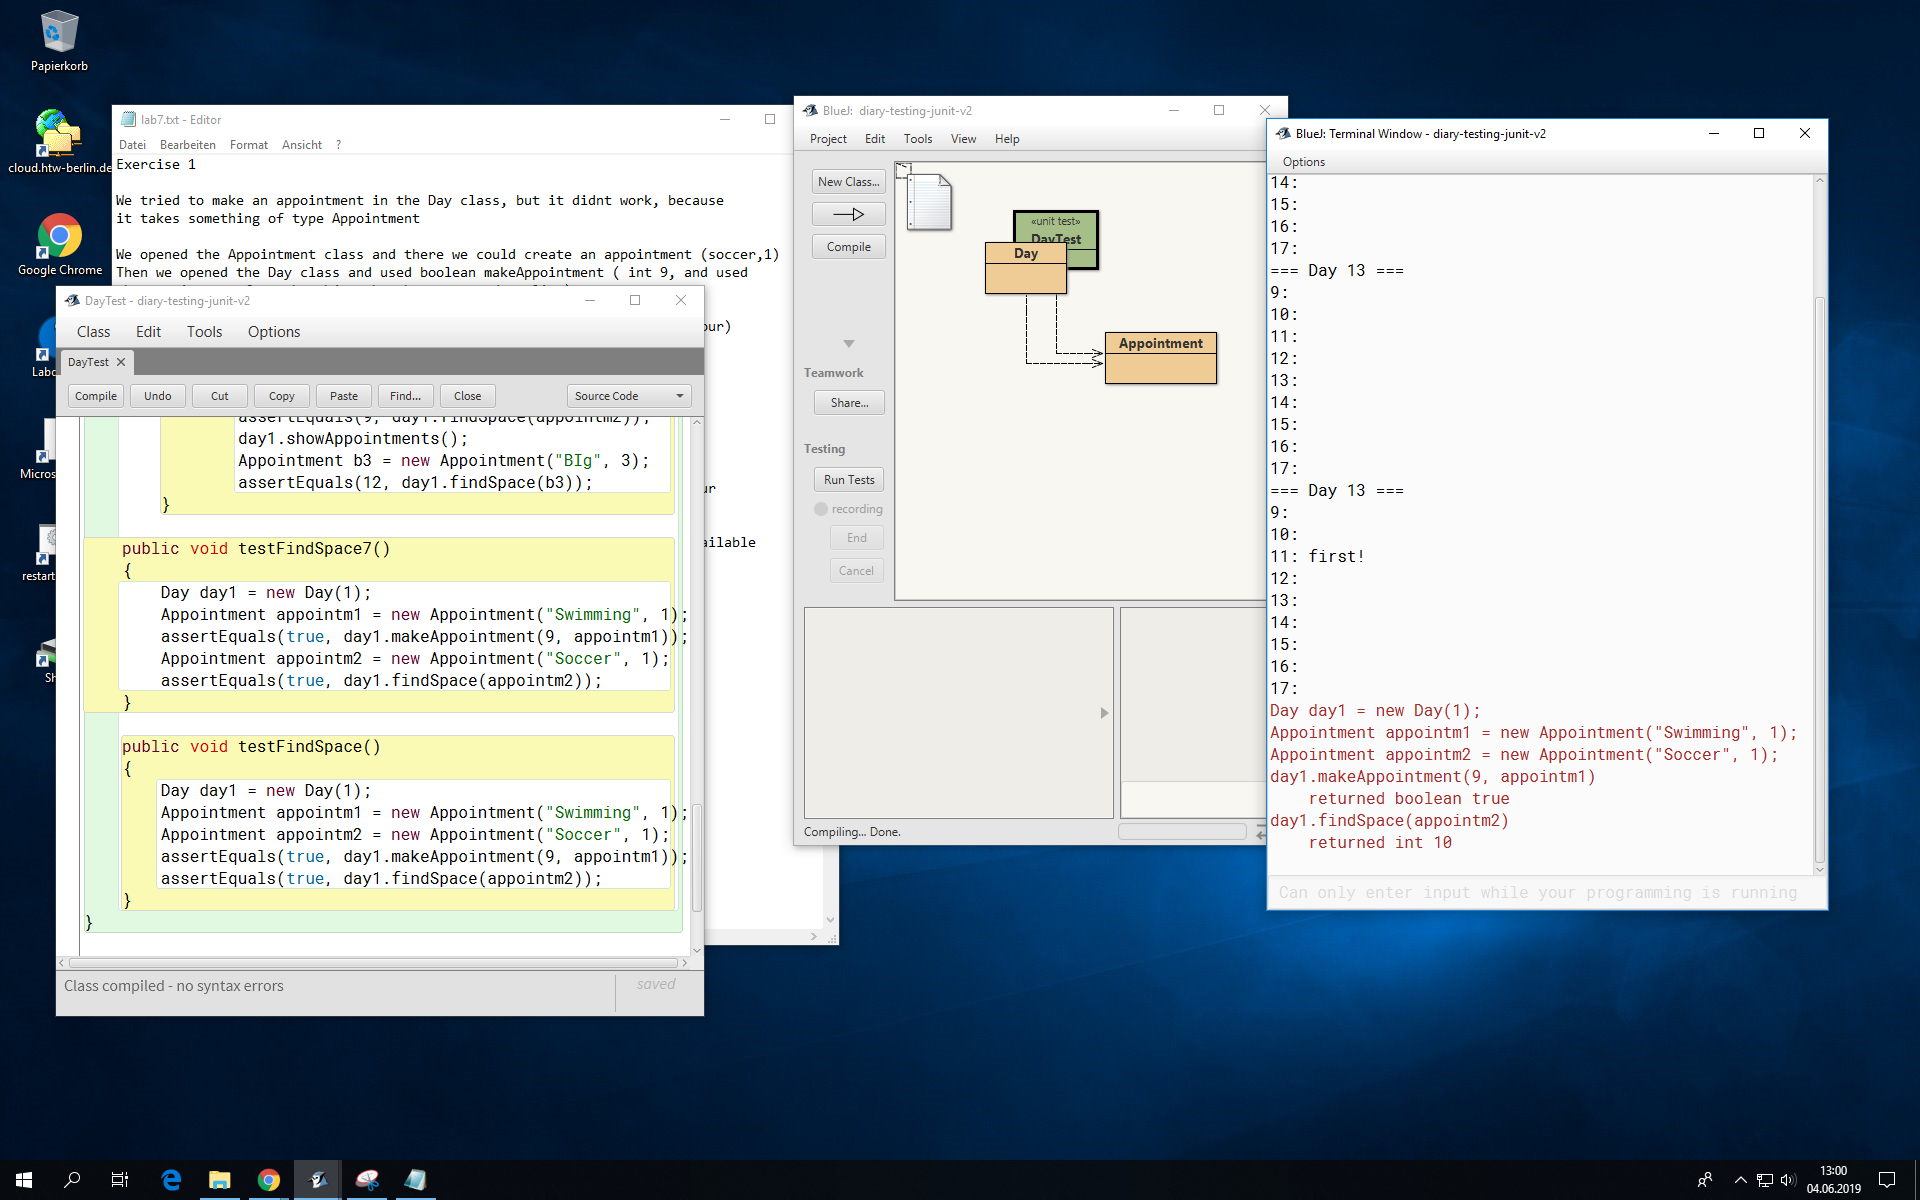 Papierkorb
cloud.htw-berlin.de
Google Chrome
Labo
Micros
restart
Sh
lab7.txt - Editor
Datei Bearbeiten Format Ansicht ?
Exercise 1
We tried to make an appointment in the Day class, but it didnt work, because
it takes something of type Appointment
We opened the Appointment class and there we could create an appointment (soccer,1)
Then we opened the Day class and used boolean makeAppointment ( int 9, and used
our)
ur
ailable
DayTest - diary-testing-junit-v2
Class Edit Tools Options
DayTest
Compile Undo Cut Copy Paste Find... Close Source Code
assertEquals(9, day1.findSpace(appointm2));
day1.showAppointments();
Appointment b3 = new Appointment("BIg", 3);
assertEquals(12, day1.findSpace(b3));
}
public void testFindSpace7()
{
Day day1 = new Day(1);
Appointment appointm1 = new Appointment("Swimming", 1);
assertEquals(true, day1.makeAppointment(9, appointm1));
Appointment appointm2 = new Appointment("Soccer", 1);
assertEquals(true, day1.findSpace(appointm2));
}
public void testFindSpace()
{
Day day1 = new Day(1);
Appointment appointm1 = new Appointment("Swimming", 1);
Appointment appointm2 = new Appointment("Soccer", 1);
assertEquals(true, day1.makeAppointment(9, appointm1));
assertEquals(true, day1.findSpace(appointm2));
}
}
Class compiled - no syntax errors
saved
BlueJ: diary-testing-junit-v2
Project Edit Tools View Help
New Class...
Compile
Teamwork
Share...
Testing
Run Tests
recording
End
Cancel
«unit test»
DayTest
Day
Appointment
Compiling... Done.
BlueJ: Terminal Window - diary-testing-junit-v2
Options
14:
15:
16:
17:
=== Day 13 ===
9:
10:
11:
12:
13:
14:
15:
16:
17:
=== Day 13 ===
9:
10:
11: first!
12:
13:
14:
15:
16:
17:
Day day1 = new Day(1);
Appointment appointm1 = new Appointment("Swimming", 1);
Appointment appointm2 = new Appointment("Soccer", 1);
day1.makeAppointment(9, appointm1)
returned boolean true
day1.findSpace(appointm2)
returned int 10
Can only enter input while your programming is running
13:00
04.06.2019